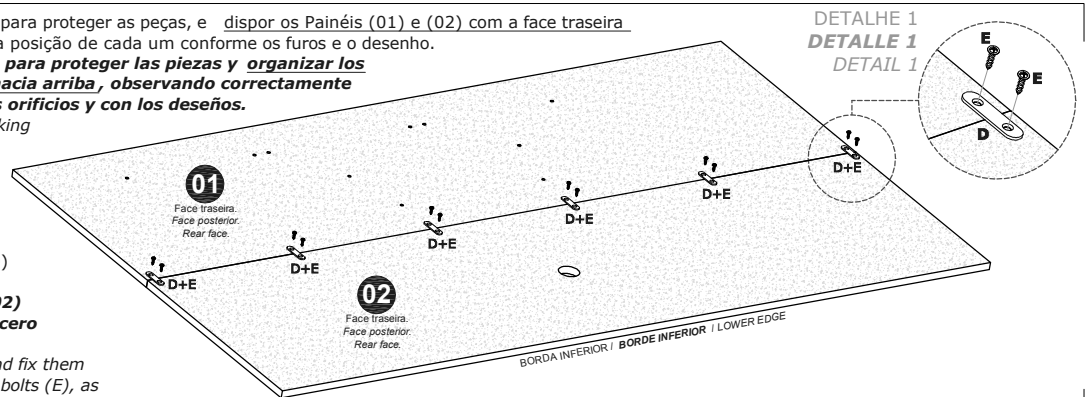 para proteger as peças, e dispor os Painéis (01) e (02) com a face traseira
a posição de cada um conforme os furos e o desenho.
para proteger las piezas y organizar los
hacia arriba, observando correctamente
s orificios y con los deseños.
king
DETALHE 1
DETALLE 1
DETAIL 1
E
E
D
01
Face traseira.
Face posterior.
Rear face.
D+E
D+E
D+E
D+E
D+E
D+E
02
Face traseira.
Face posterior.
Rear face.
BORDA INFERIOR / BORDE INFERIOR / LOWER EDGE
)
02)
cero
nd fix them
bolts (E), as